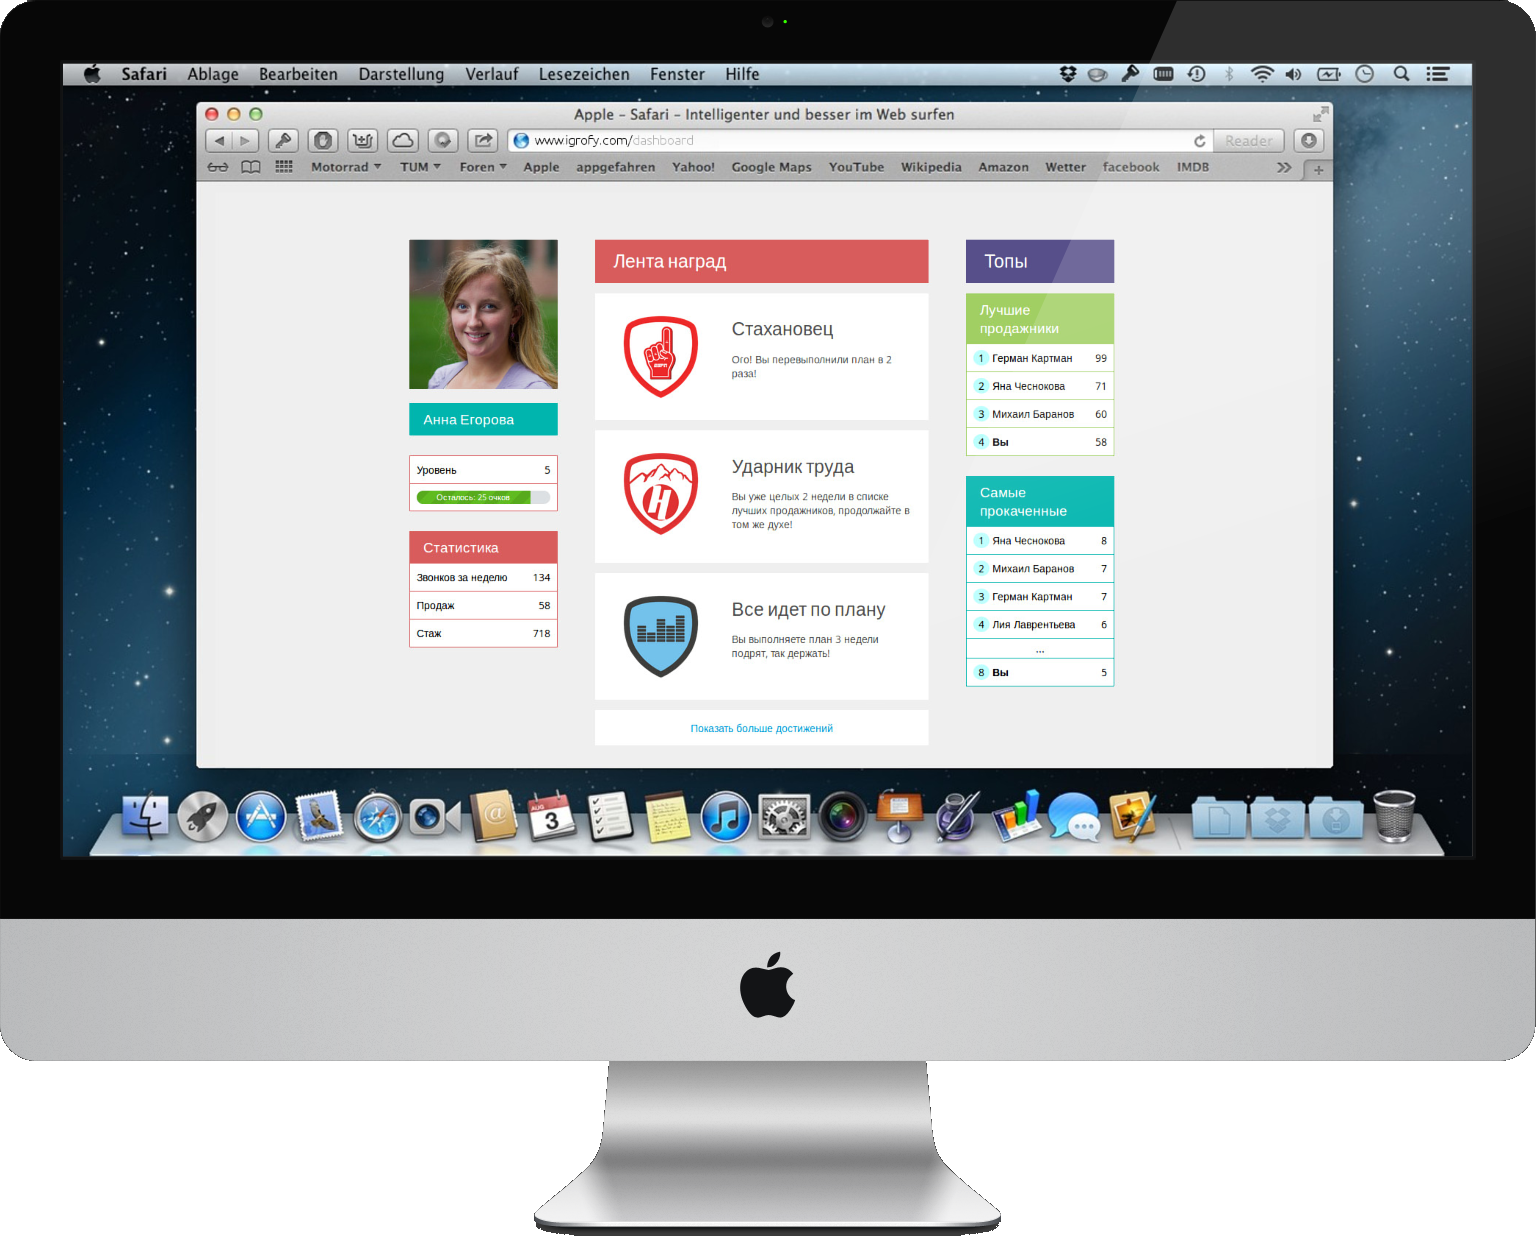 Safari Ablage Bearbeiten Darstellung Verlauf Lesezeichen Fenster Hilfe
Apple – Safari – Intelligenter und besser im Web surfen
www.igrofy.com/dashboard
Reader
Motorrad TUM Foren Apple appgefahren Yahoo! Google Maps YouTube Wikipedia Amazon Wetter facebook IMDB
Анна Егорова
Уровень 5
Осталось: 25 очков
Статистика
Звонков за неделю 134
Продаж 58
Стаж 718
Лента наград
Стахановец
Ого! Вы перевыполнили план в 2
раза!
Ударник труда
Вы уже целых 2 недели в списке
лучших продажников, продолжайте в
том же духе!
H
Все идет по плану
Вы выполняете план 3 недели
подрят, так держать!
Показать больше достижений
Топы
Лучшие
продажники
1 Герман Картман 99
2 Яна Чеснокова 71
3 Михаил Баранов 60
4 Вы 58
Самые
прокаченные
1 Яна Чеснокова 8
2 Михаил Баранов 7
3 Герман Картман 7
4 Лия Лаврентьева 6
...
8 Вы 5
AUG
3